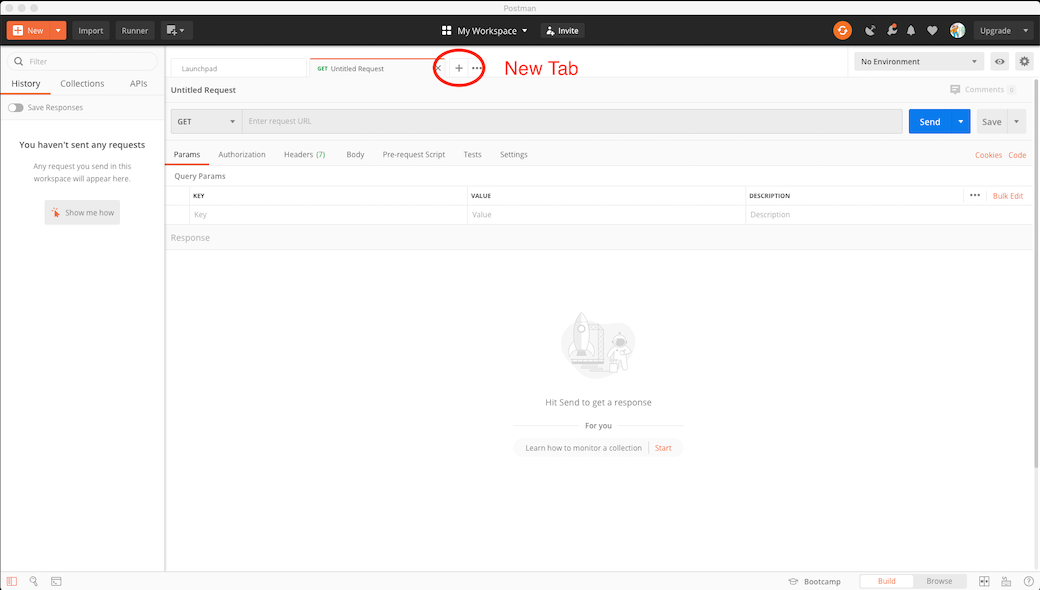 Postman
New
Import
Runner
My Workspace
Invite
Upgrade
Filter
Launchpad
GET Untitled Request
New Tab
No Environment
History
Collections
APIs
Untitled Request
Comments 0
Save Responses
GET
Enter request URL
Send
Save
You haven't sent any requests
Any request you send in this
workspace will appear here.
Show me how
Params
Authorization
Headers (7)
Body
Pre-request Script
Tests
Settings
Cookies
Code
Query Params
KEY
VALUE
DESCRIPTION
Bulk Edit
Key
Value
Description
Response
Hit Send to get a response
For you
Learn how to monitor a collection
Start
Bootcamp
Build
Browse